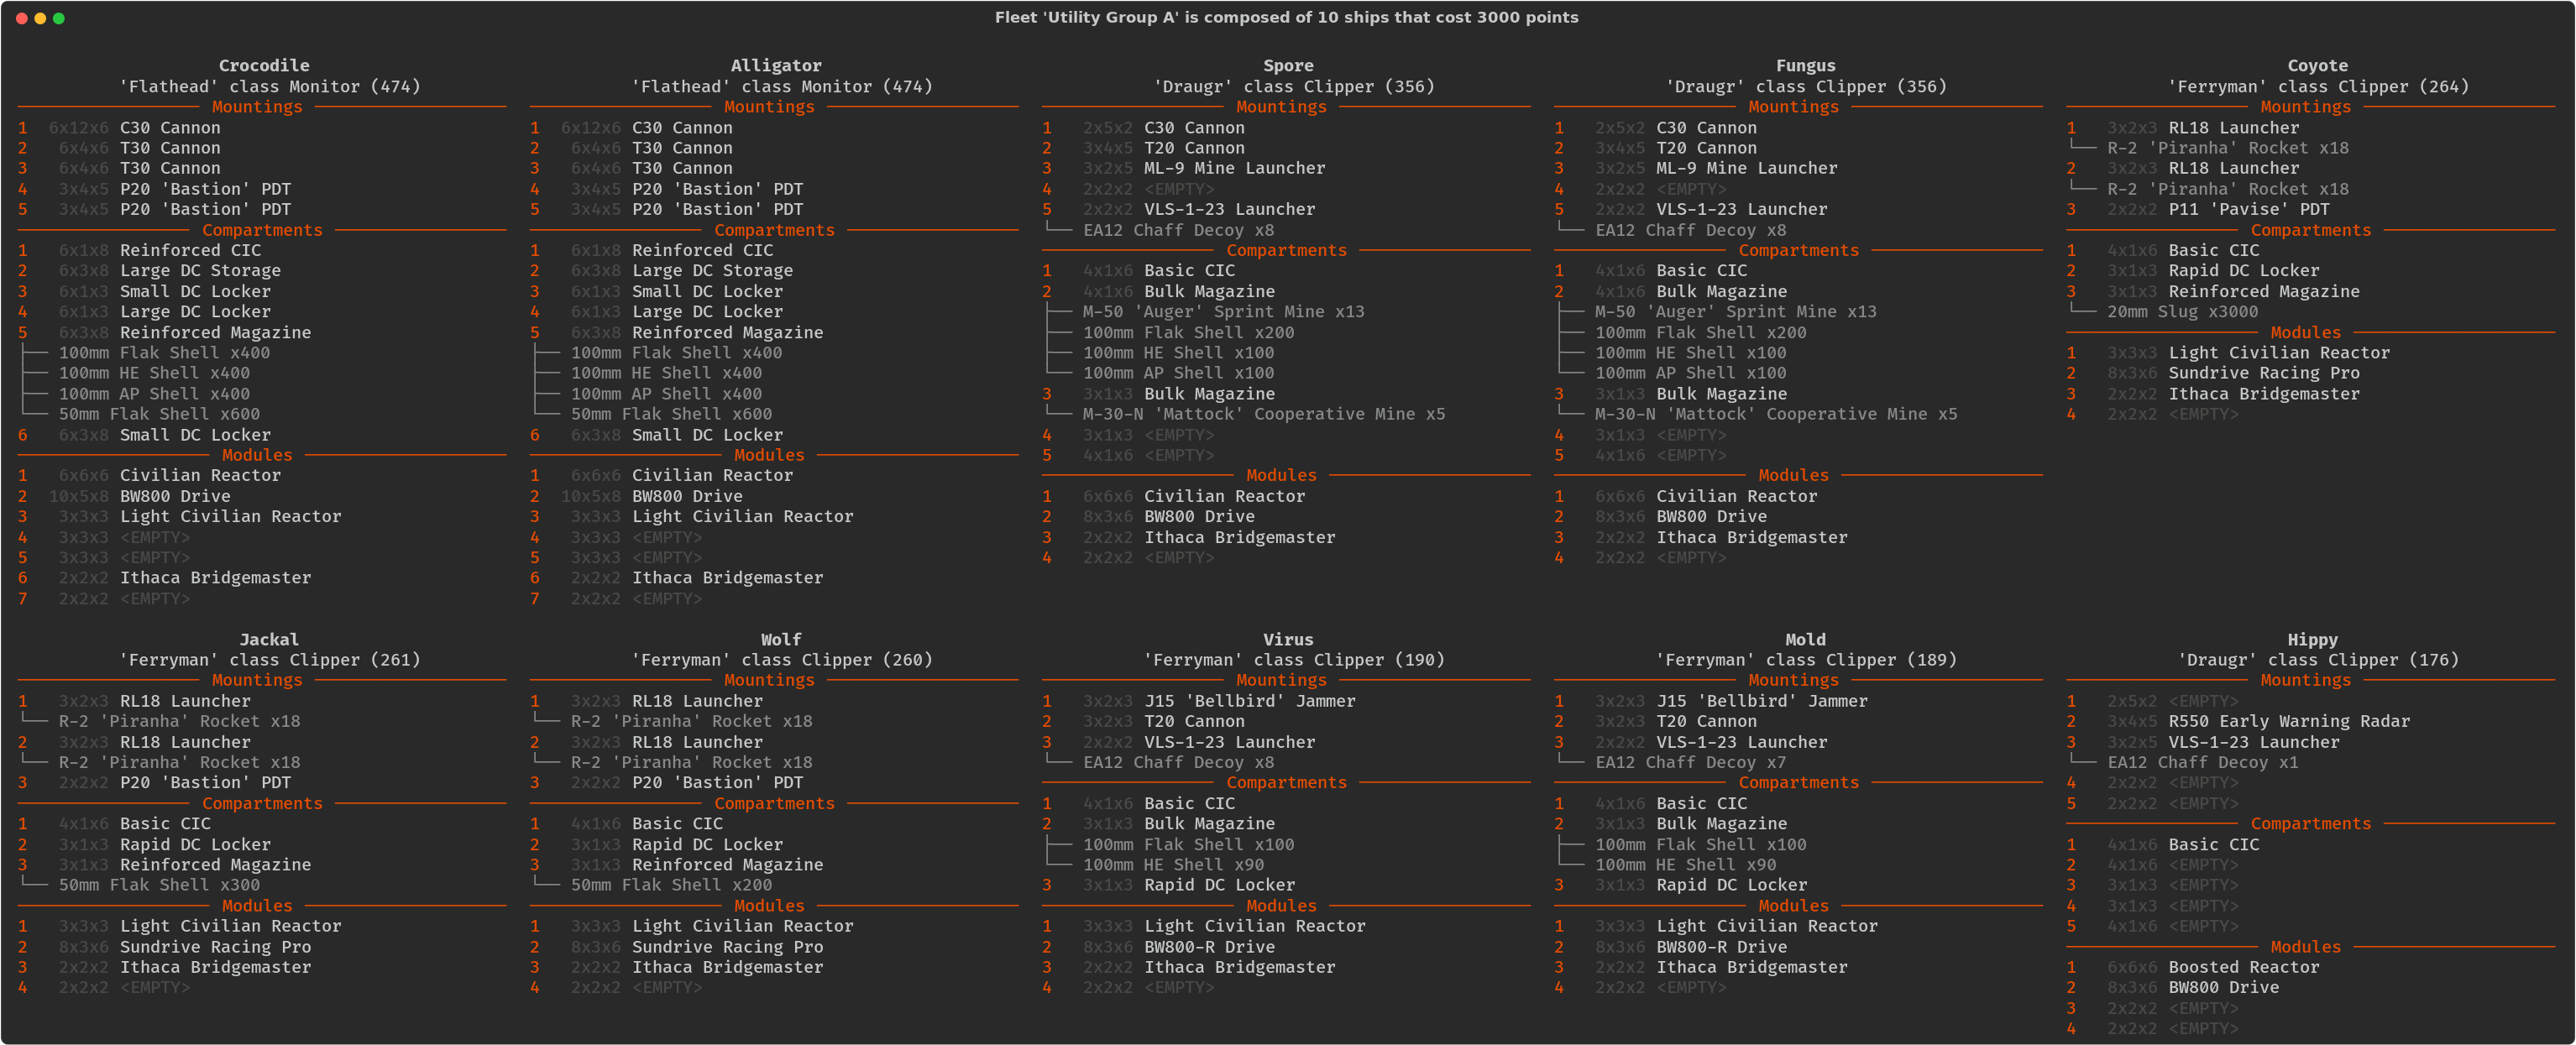 Fleet 'Utility Group A' is composed of 10 ships that cost 3000 points
Crocodile
'Flathead' class Monitor (474)
Mountings
1 6x12x6 C30 Cannon
2 6x4x6 T30 Cannon
3 6x4x6 T30 Cannon
4 3x4x5 P20 'Bastion' PDT
5 3x4x5 P20 'Bastion' PDT
Compartments
1 6x1x8 Reinforced CIC
2 6x3x8 Large DC Storage
3 6x1x3 Small DC Locker
4 6x1x3 Large DC Locker
5 6x3x8 Reinforced Magazine
100mm Flak Shell x400
100mm HE Shell x400
100mm AP Shell x400
50mm Flak Shell x600
6 6x3x8 Small DC Locker
Modules
1 6x6x6 Civilian Reactor
2 10x5x8 BW800 Drive
3 3x3x3 Light Civilian Reactor
4 3x3x3 <EMPTY>
5 3x3x3 <EMPTY>
6 2x2x2 Ithaca Bridgemaster
7 2x2x2 <EMPTY>
Alligator
'Flathead' class Monitor (474)
Mountings
1 6x12x6 C30 Cannon
2 6x4x6 T30 Cannon
3 6x4x6 T30 Cannon
4 3x4x5 P20 'Bastion' PDT
5 3x4x5 P20 'Bastion' PDT
Compartments
1 6x1x8 Reinforced CIC
2 6x3x8 Large DC Storage
3 6x1x3 Small DC Locker
4 6x1x3 Large DC Locker
5 6x3x8 Reinforced Magazine
100mm Flak Shell x400
100mm HE Shell x400
100mm AP Shell x400
50mm Flak Shell x600
6 6x3x8 Small DC Locker
Modules
1 6x6x6 Civilian Reactor
2 10x5x8 BW800 Drive
3 3x3x3 Light Civilian Reactor
4 3x3x3 <EMPTY>
5 3x3x3 <EMPTY>
6 2x2x2 Ithaca Bridgemaster
7 2x2x2 <EMPTY>
Spore
'Draugr' class Clipper (356)
Mountings
1 2x5x2 C30 Cannon
2 3x4x5 T20 Cannon
3 3x2x5 ML-9 Mine Launcher
4 2x2x2 <EMPTY>
5 2x2x2 VLS-1-23 Launcher
EA12 Chaff Decoy x8
Compartments
1 4x1x6 Basic CIC
2 4x1x6 Bulk Magazine
M-50 'Auger' Sprint Mine x13
100mm Flak Shell x200
100mm HE Shell x100
100mm AP Shell x100
3 3x1x3 Bulk Magazine
M-30-N 'Mattock' Cooperative Mine x5
4 3x1x3 <EMPTY>
5 4x1x6 <EMPTY>
Modules
1 6x6x6 Civilian Reactor
2 8x3x6 BW800 Drive
3 2x2x2 Ithaca Bridgemaster
4 2x2x2 <EMPTY>
Fungus
'Draugr' class Clipper (356)
Mountings
1 2x5x2 C30 Cannon
2 3x4x5 T20 Cannon
3 3x2x5 ML-9 Mine Launcher
4 2x2x2 <EMPTY>
5 2x2x2 VLS-1-23 Launcher
EA12 Chaff Decoy x8
Compartments
1 4x1x6 Basic CIC
2 4x1x6 Bulk Magazine
M-50 'Auger' Sprint Mine x13
100mm Flak Shell x200
100mm HE Shell x100
100mm AP Shell x100
3 3x1x3 Bulk Magazine
M-30-N 'Mattock' Cooperative Mine x5
4 3x1x3 <EMPTY>
5 4x1x6 <EMPTY>
Modules
1 6x6x6 Civilian Reactor
2 8x3x6 BW800 Drive
3 2x2x2 Ithaca Bridgemaster
4 2x2x2 <EMPTY>
Coyote
'Ferryman' class Clipper (264)
Mountings
1 3x2x3 RL18 Launcher
R-2 'Piranha' Rocket x18
2 3x2x3 RL18 Launcher
R-2 'Piranha' Rocket x18
3 2x2x2 P11 'Pavise' PDT
Compartments
1 4x1x6 Basic CIC
2 3x1x3 Rapid DC Locker
3 3x1x3 Reinforced Magazine
20mm Slug x3000
Modules
1 3x3x3 Light Civilian Reactor
2 8x3x6 Sundrive Racing Pro
3 2x2x2 Ithaca Bridgemaster
4 2x2x2 <EMPTY>
Jackal
'Ferryman' class Clipper (261)
Mountings
1 3x2x3 RL18 Launcher
R-2 'Piranha' Rocket x18
2 3x2x3 RL18 Launcher
R-2 'Piranha' Rocket x18
3 2x2x2 P20 'Bastion' PDT
Compartments
1 4x1x6 Basic CIC
2 3x1x3 Rapid DC Locker
3 3x1x3 Reinforced Magazine
50mm Flak Shell x300
Modules
1 3x3x3 Light Civilian Reactor
2 8x3x6 Sundrive Racing Pro
3 2x2x2 Ithaca Bridgemaster
4 2x2x2 <EMPTY>
Wolf
'Ferryman' class Clipper (260)
Mountings
1 3x2x3 RL18 Launcher
R-2 'Piranha' Rocket x18
2 3x2x3 RL18 Launcher
R-2 'Piranha' Rocket x18
3 2x2x2 P20 'Bastion' PDT
Compartments
1 4x1x6 Basic CIC
2 3x1x3 Rapid DC Locker
3 3x1x3 Reinforced Magazine
50mm Flak Shell x200
Modules
1 3x3x3 Light Civilian Reactor
2 8x3x6 Sundrive Racing Pro
3 2x2x2 Ithaca Bridgemaster
4 2x2x2 <EMPTY>
Virus
'Ferryman' class Clipper (190)
Mountings
1 3x2x3 J15 'Bellbird' Jammer
2 3x2x3 T20 Cannon
3 2x2x2 VLS-1-23 Launcher
EA12 Chaff Decoy x8
Compartments
1 4x1x6 Basic CIC
2 3x1x3 Bulk Magazine
100mm Flak Shell x100
100mm HE Shell x90
3 3x1x3 Rapid DC Locker
Modules
1 3x3x3 Light Civilian Reactor
2 8x3x6 BW800-R Drive
3 2x2x2 Ithaca Bridgemaster
4 2x2x2 <EMPTY>
Mold
'Ferryman' class Clipper (189)
Mountings
1 3x2x3 J15 'Bellbird' Jammer
2 3x2x3 T20 Cannon
3 2x2x2 VLS-1-23 Launcher
EA12 Chaff Decoy x7
Compartments
1 4x1x6 Basic CIC
2 3x1x3 Bulk Magazine
100mm Flak Shell x100
100mm HE Shell x90
3 3x1x3 Rapid DC Locker
Modules
1 3x3x3 Light Civilian Reactor
2 8x3x6 BW800-R Drive
3 2x2x2 Ithaca Bridgemaster
4 2x2x2 <EMPTY>
Hippy
'Draugr' class Clipper (176)
Mountings
1 2x5x2 <EMPTY>
2 3x4x5 R550 Early Warning Radar
3 3x2x5 VLS-1-23 Launcher
EA12 Chaff Decoy x1
4 2x2x2 <EMPTY>
5 2x2x2 <EMPTY>
Compartments
1 4x1x6 Basic CIC
2 4x1x6 <EMPTY>
3 3x1x3 <EMPTY>
4 3x1x3 <EMPTY>
5 4x1x6 <EMPTY>
Modules
1 6x6x6 Boosted Reactor
2 8x3x6 BW800 Drive
3 2x2x2 <EMPTY>
4 2x2x2 <EMPTY>